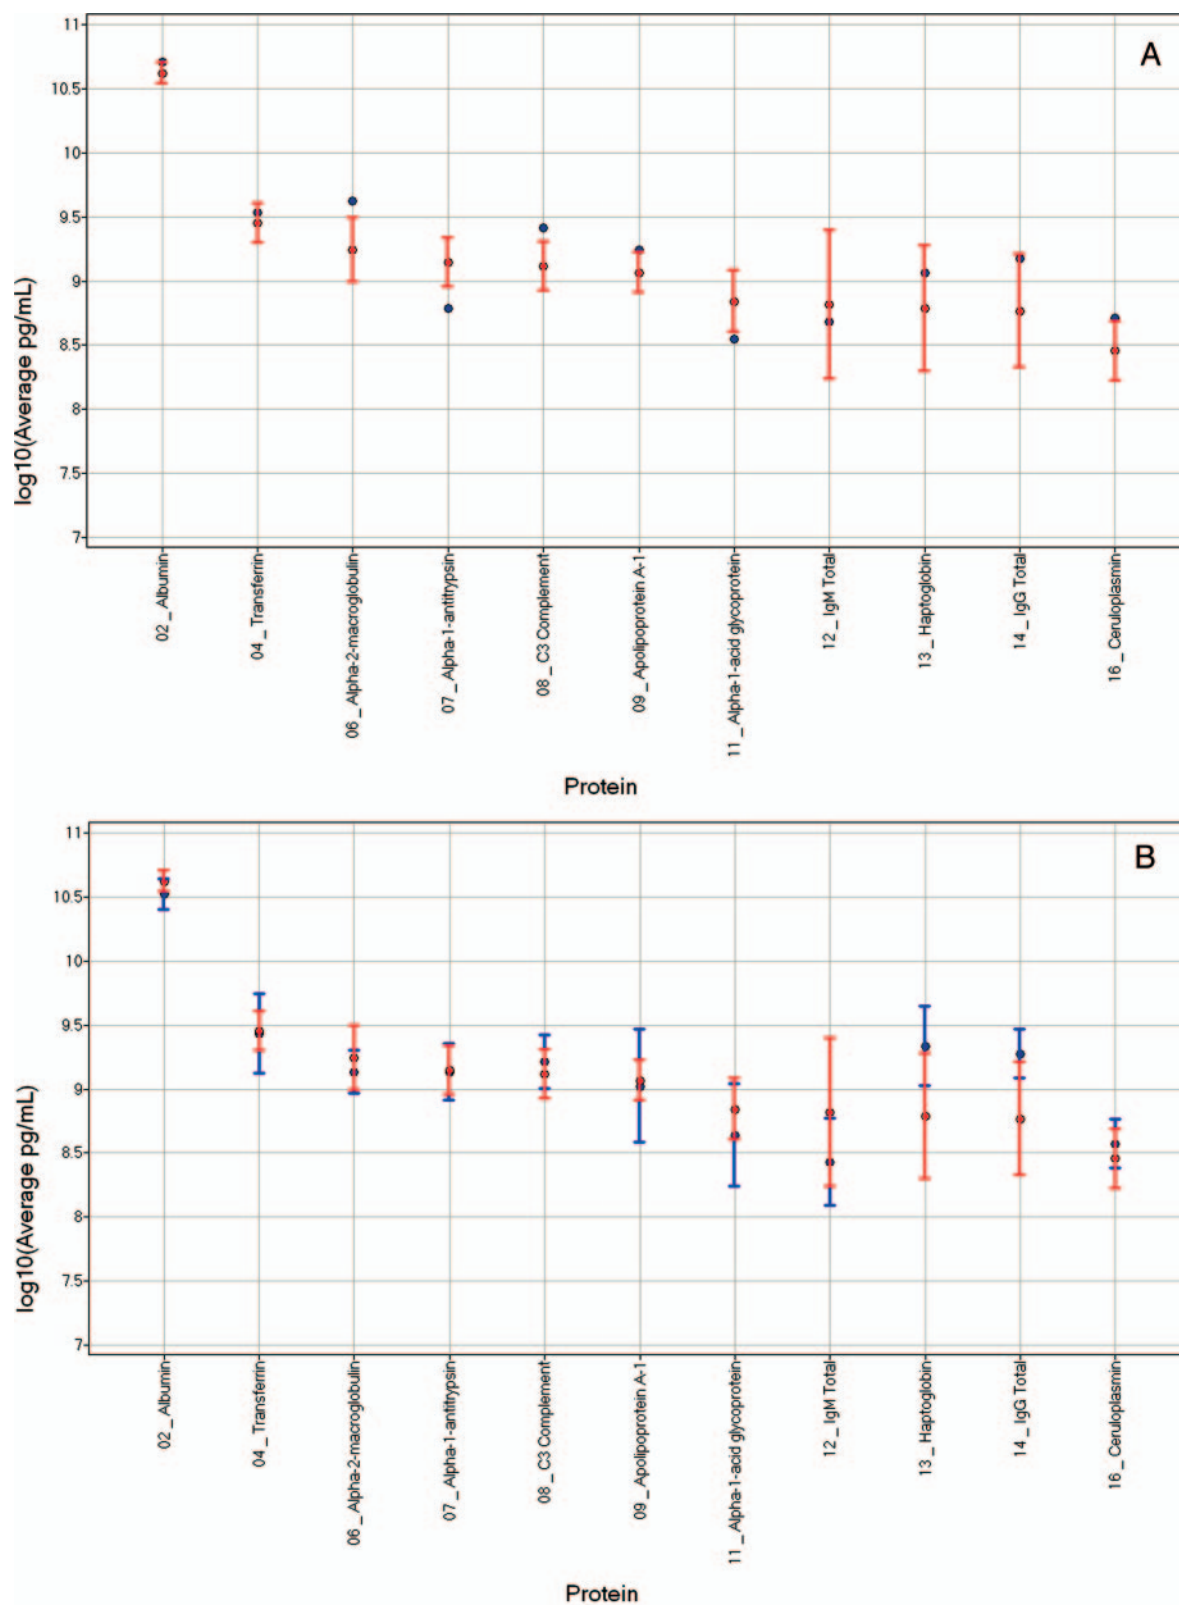 A
11
10.5
10
9.5
9
8.5
8
7.5
7
log10(Average pg/mL)
02_Albumin
04_Transferrin
06_Alpha-2-macroglobulin
07_Alpha-1-antitrypsin
08_C3 Complement
09_Apolipoprotein A-1
11_Alpha-1-acid glycoprotein
12_IgM Total
13_Haptoglobin
14_IgG Total
16_Ceruloplasmin
Protein
B
11
10.5
10
9.5
9
8.5
8
7.5
7
log10(Average pg/mL)
02_Albumin
04_Transferrin
06_Alpha-2-macroglobulin
07_Alpha-1-antitrypsin
08_C3 Complement
09_Apolipoprotein A-1
11_Alpha-1-acid glycoprotein
12_IgM Total
13_Haptoglobin
14_IgG Total
16_Ceruloplasmin
Protein